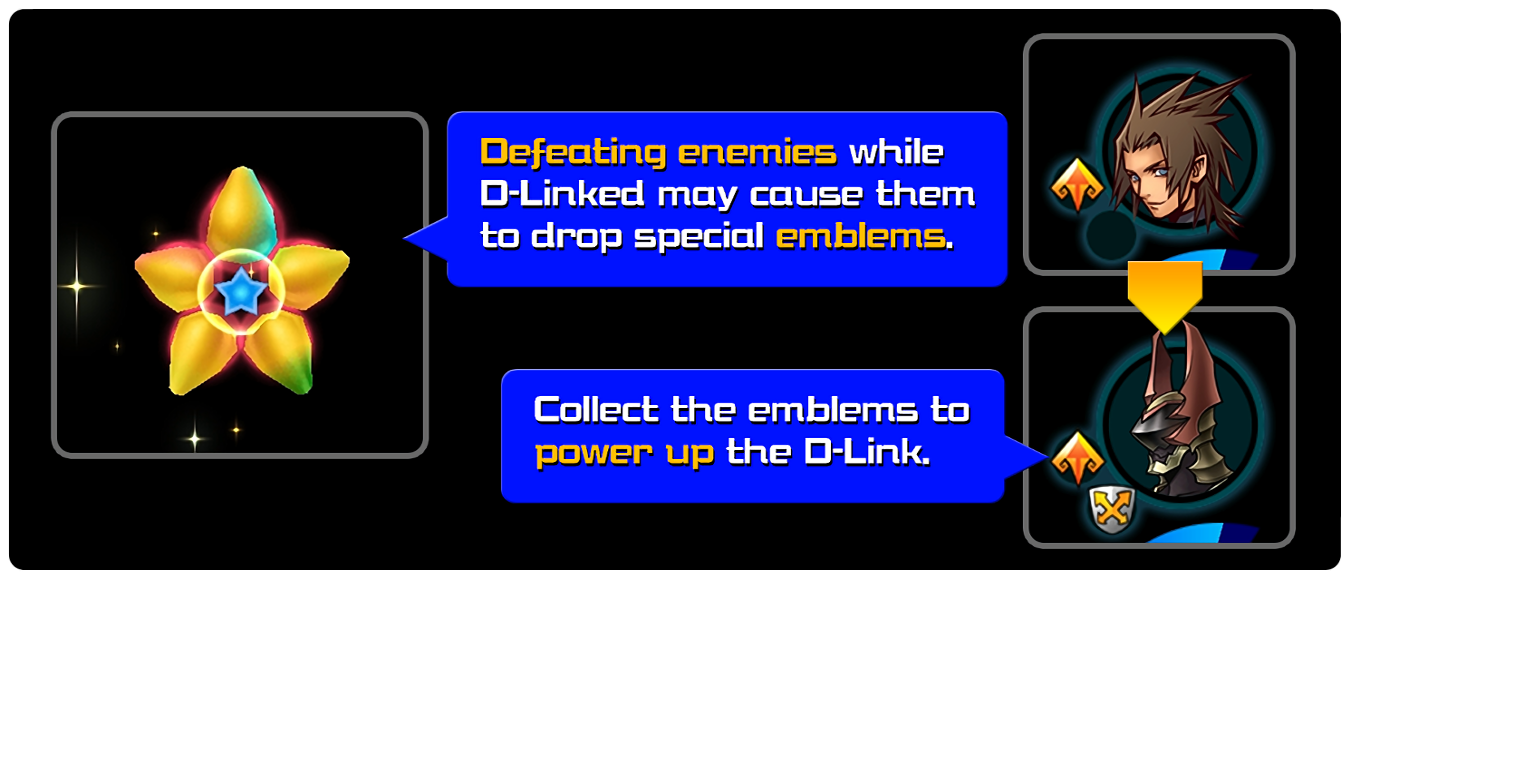 Defeating enemies while
D-Linked may cause them
to drop special emblems.
Collect the emblems to
power up the D-Link.